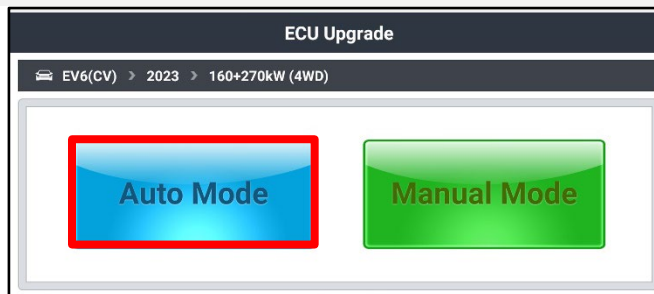 ECU Upgrade
EV6(CV) > 2023 > 160+270kW (4WD)
Auto Mode Manual Mode